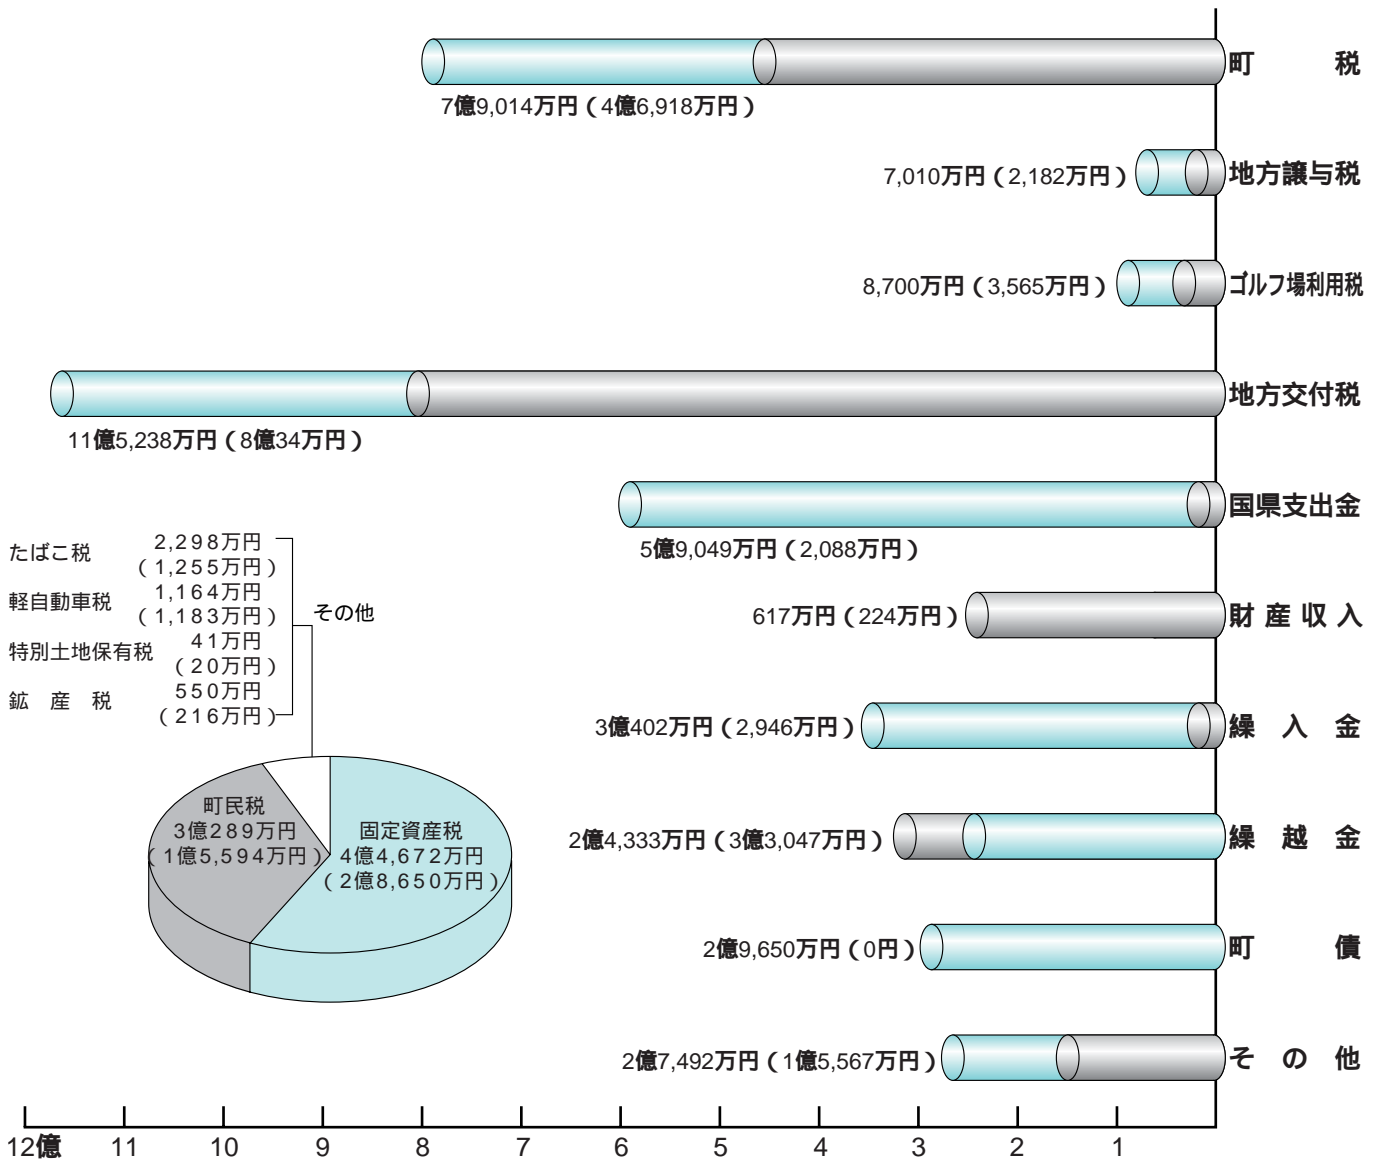 町　税
7億9,014万円(4億6,918万円)
地方譲与税
7,010万円(2,182万円)
ゴルフ場利用税
8,700万円(3,565万円)
地方交付税
11億5,238万円(8億34万円)
国県支出金
5億9,049万円(2,088万円)
財産収入
617万円(224万円)
繰入金
3億402万円(2,946万円)
繰越金
2億4,333万円(3億3,047万円)
町　債
2億9,650万円(0円)
その他
2億7,492万円(1億5,567万円)
たばこ税 2,298万円
(1,255万円)
軽自動車税 1,164万円
(1,183万円)
特別土地保有税 41万円
(20万円)
鉱産税 550万円
(216万円)
その他
町民税
3億289万円
(1億5,594万円)
固定資産税
4億4,672万円
(2億8,650万円)
12億 11 10 9 8 7 6 5 4 3 2 1